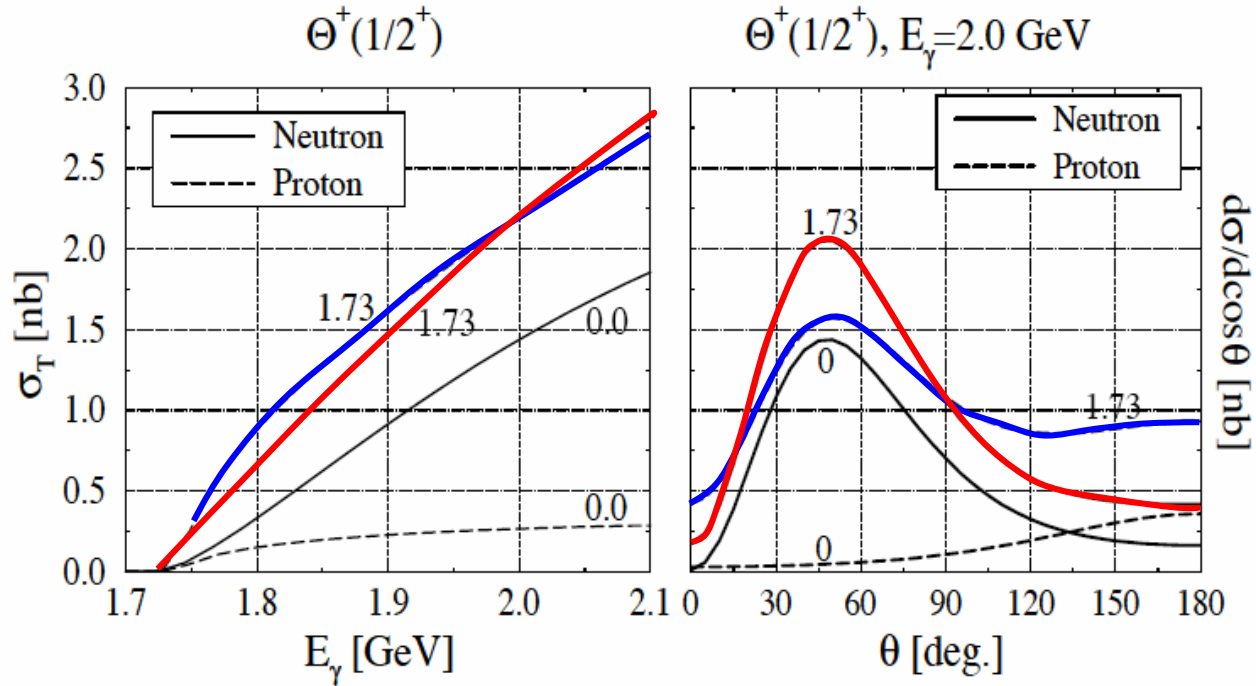 Θ⁺(1/2⁺)
3.0
2.5
2.0
1.5
1.0
0.5
0.0
σ_T [nb]
Neutron
Proton
1.73
1.73
0.0
0.0
1.7 1.8 1.9 2.0 2.1
E_γ [GeV]
Θ⁺(1/2⁺), E_γ=2.0 GeV
Neutron
Proton
1.73
0
1.73
0
0 30 60 90 120 150 180
θ [deg.]
dσ/dcosθ [nb]